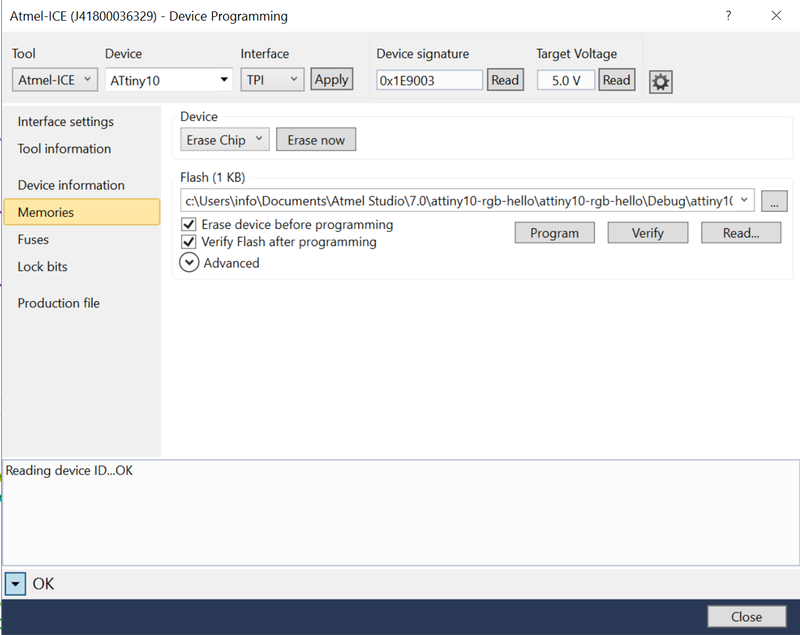 Atmel-ICE (J41800036329) - Device Programming
Tool Device Interface Device signature Target Voltage
Atmel-ICE ATtiny10 TPI Apply 0x1E9003 Read 5.0 V Read
Interface settings
Tool information
Device information
Memories
Fuses
Lock bits
Production file
Device
Erase Chip Erase now
Flash (1 KB)
c:\Users\info\Documents\Atmel Studio\7.0\attiny10-rgb-hello\attiny10-rgb-hello\Debug\attiny10 ...
Erase device before programming
Verify Flash after programming
Program Verify Read...
Advanced
Reading device ID...OK
OK
Close